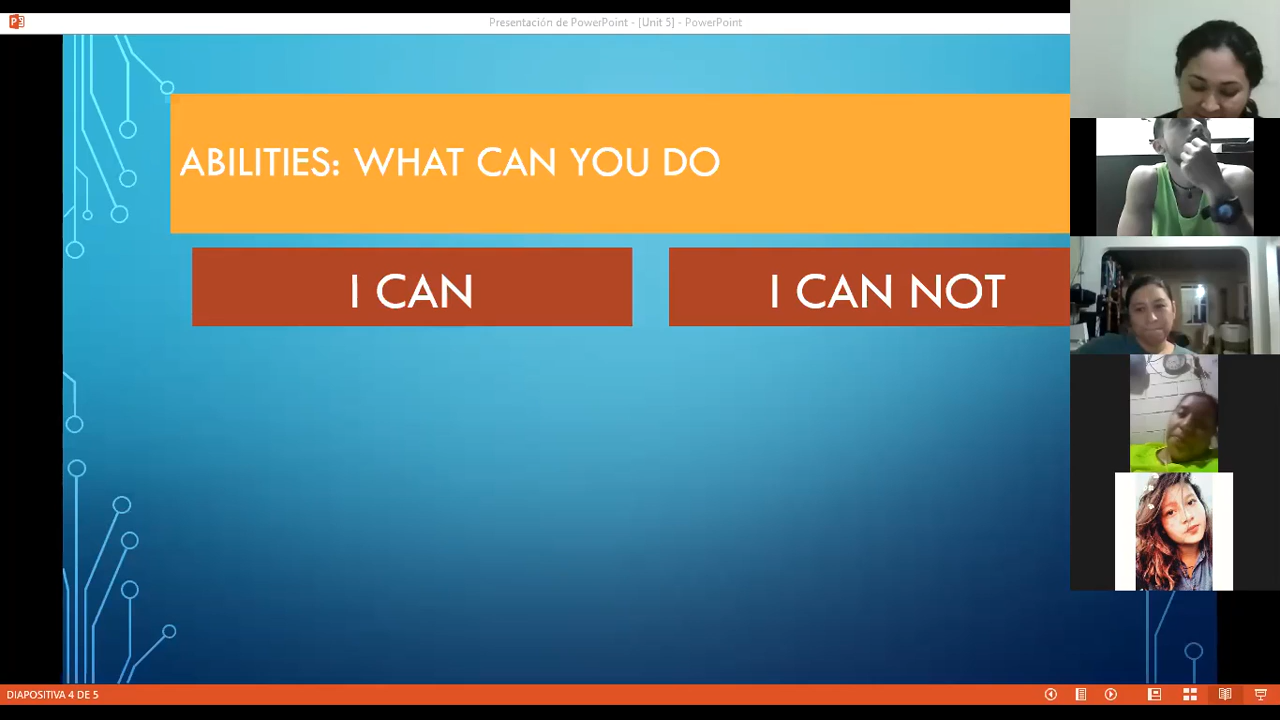 Presentación de PowerPoint - [Unit 5] - PowerPoint
ABILITIES: WHAT CAN YOU DO
I CAN
I CAN NOT
DIAPOSITIVA 4 DE 5